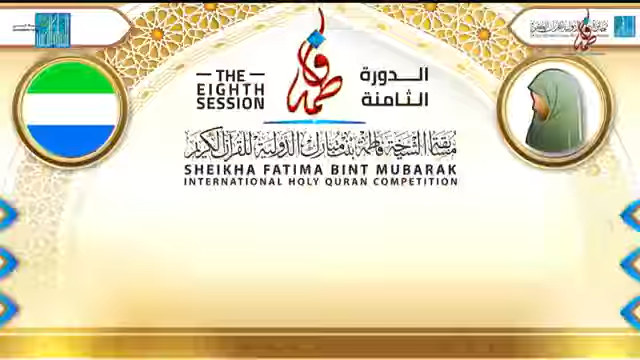 THE
EIGHTH
SESSION
فاطمة
الدورة
الثامنة
مسابقة الشيخة فاطمة بنت مبارك الدولية للقرآن الكريم
SHEIKHA FATIMA BINT MUBARAK
INTERNATIONAL HOLY QURAN COMPETITION